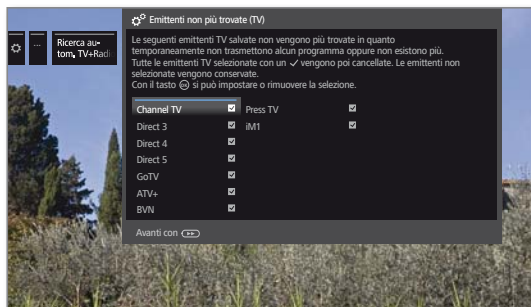 Emittenti non più trovate (TV)
...
Ricerca au-
tom, TV+Radi
Le seguenti emittenti TV salvate non vengono più trovate in quanto
temporaneamente non trasmettono alcun programma oppure non esistono più.
Tutte le emittenti TV selezionate con un ✓ vengono poi cancellate. Le emittenti non
selezionate vengono conservate.
Con il tasto OK si può impostare o rimuovere la selezione.
Channel TV
Press TV
Direct 3
iM1
Direct 4
Direct 5
GoTV
ATV+
BVN
Avanti con